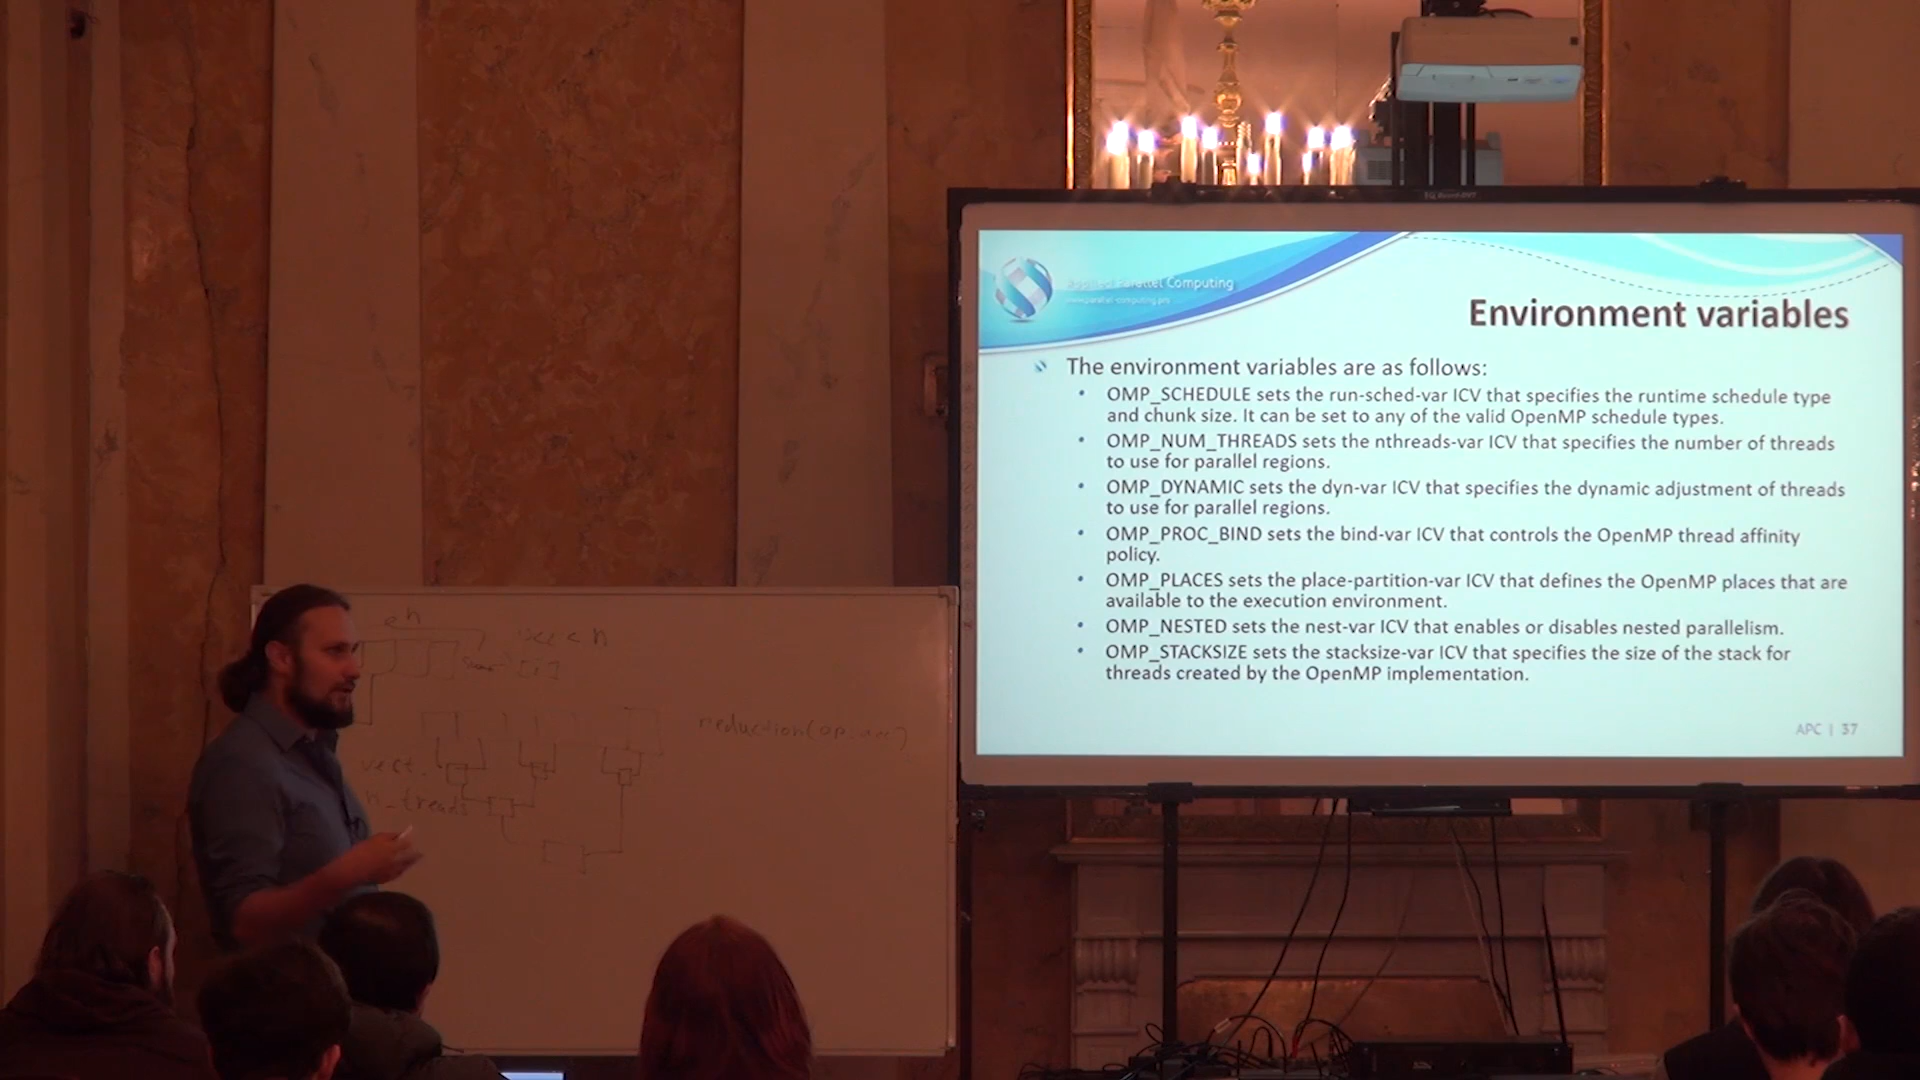 Applied Parallel Computing
www.parallel-computing.pro
Environment variables
The environment variables are as follows:
• OMP_SCHEDULE sets the run-sched-var ICV that specifies the runtime schedule type
and chunk size. It can be set to any of the valid OpenMP schedule types.
• OMP_NUM_THREADS sets the nthreads-var ICV that specifies the number of threads
to use for parallel regions.
• OMP_DYNAMIC sets the dyn-var ICV that specifies the dynamic adjustment of threads
to use for parallel regions.
• OMP_PROC_BIND sets the bind-var ICV that controls the OpenMP thread affinity
policy.
• OMP_PLACES sets the place-partition-var ICV that defines the OpenMP places that are
available to the execution environment.
• OMP_NESTED sets the nest-var ICV that enables or disables nested parallelism.
• OMP_STACKSIZE sets the stacksize-var ICV that specifies the size of the stack for
threads created by the OpenMP implementation.
APC | 37
n
< n
reduction(op:
vect.
n_treads